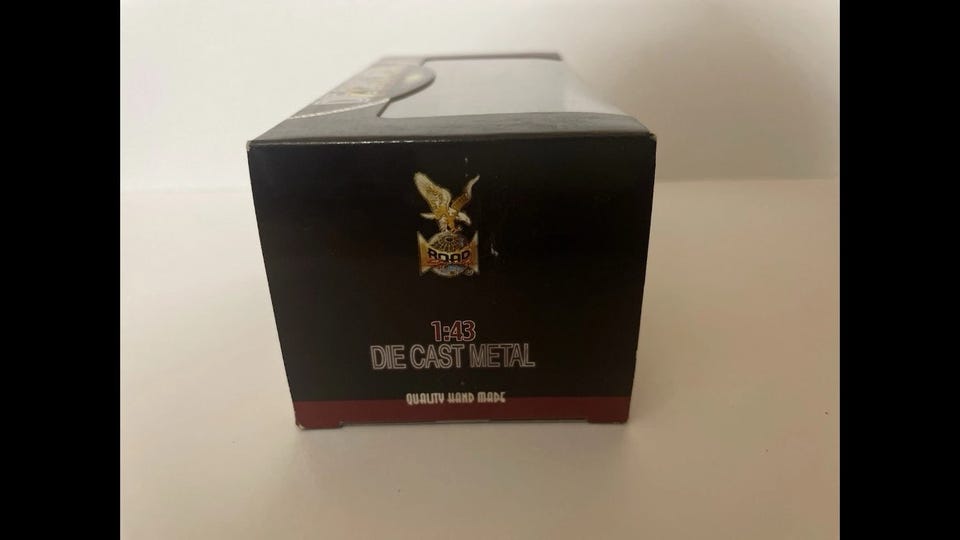 ROAD
®
1:43
DIE CAST METAL
QUALITY HAND MADE